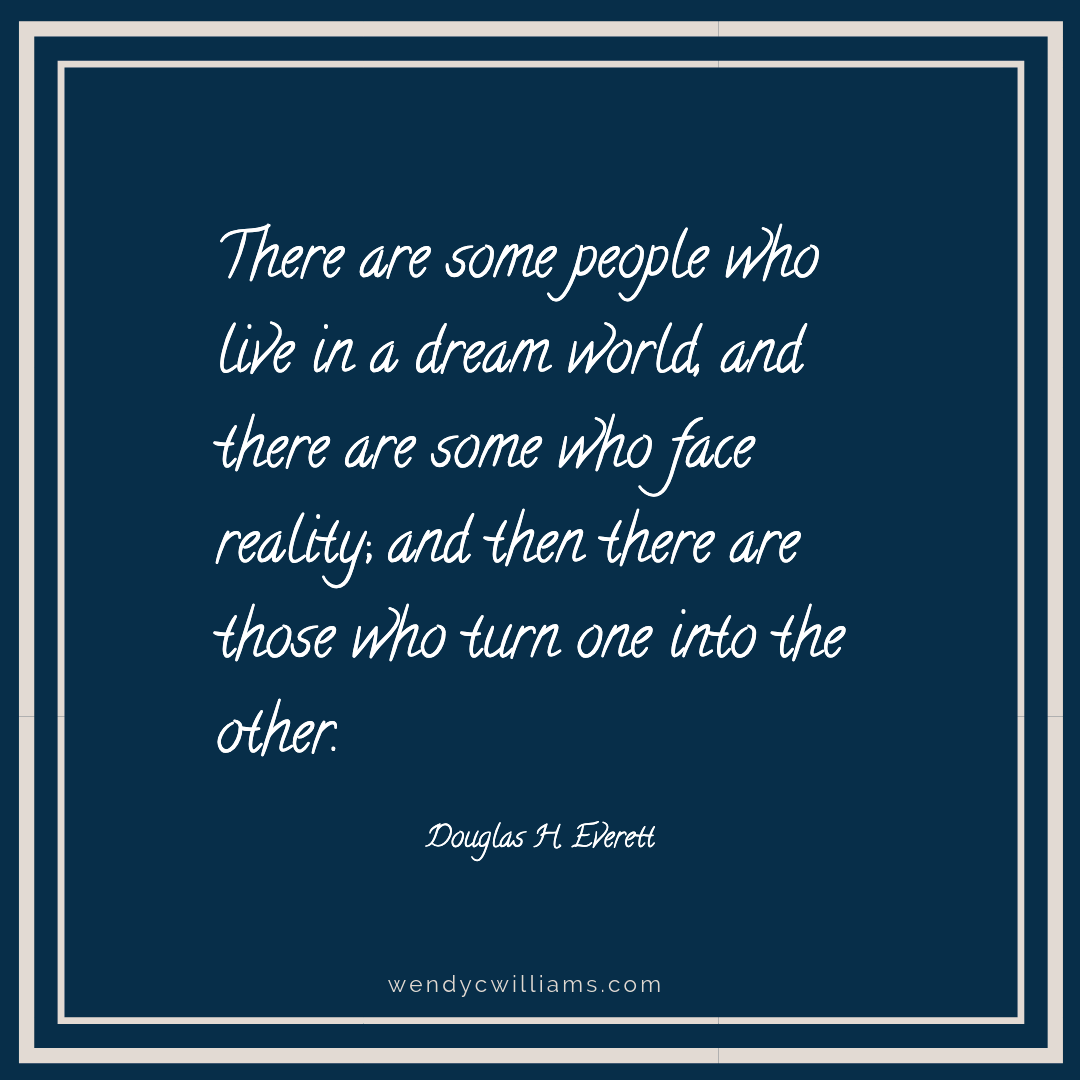 There are some people who
live in a dream world, and
there are some who face
reality; and then there are
those who turn one into the
other.
Douglas H. Everett
wendycwilliams.com